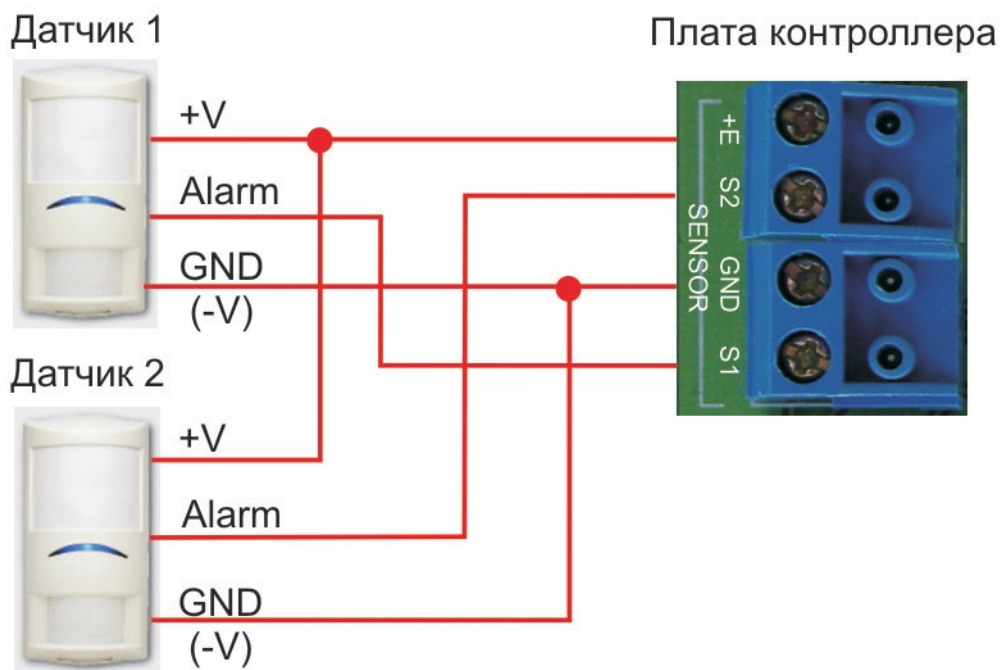 Датчик 1
Плата контроллера
+V
Alarm
GND
(-V)
+E
S2
GND
S1
SENSOR
Датчик 2
+V
Alarm
GND
(-V)